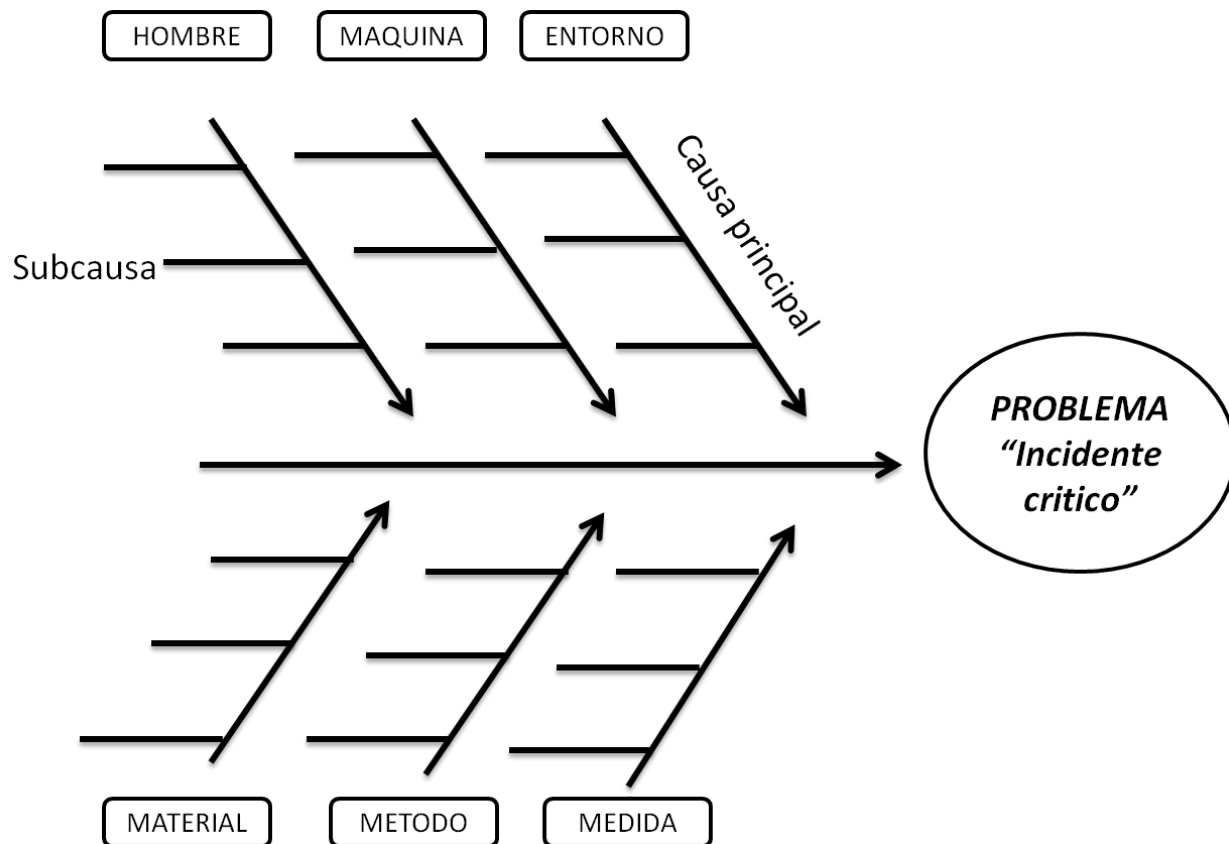 HOMBRE
MAQUINA
ENTORNO
Causa principal
Subcausa
PROBLEMA
“Incidente
critico”
MATERIAL
METODO
MEDIDA